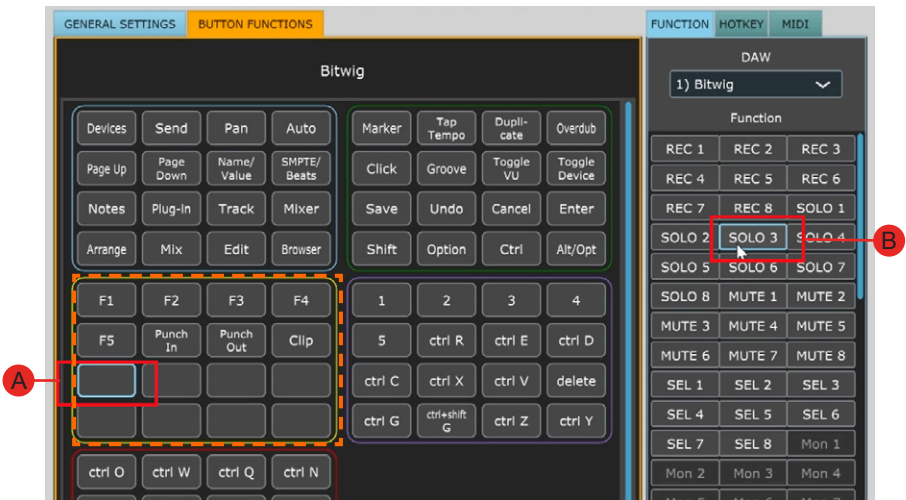 GENERAL SETTINGS BUTTON FUNCTIONS
Bitwig
Devices Send Pan Auto
Page Up Page Down Name/ Value SMPTE/ Beats
Notes Plug-in Track Mixer
Arrange Mix Edit Browser
Marker Tap Tempo Dupli- cate Overdub
Click Groove Toggle VU Toggle Device
Save Undo Cancel Enter
Shift Option Ctrl Alt/Opt
F1 F2 F3 F4
F5 Punch In Punch Out Clip
1 2 3 4
5 ctrl R ctrl E ctrl D
ctrl C ctrl X ctrl V delete
ctrl G ctrl+shift G ctrl Z ctrl Y
ctrl O ctrl W ctrl Q ctrl N
A
FUNCTION HOTKEY MIDI
DAW
1) Bitwig
Function
REC 1 REC 2 REC 3
REC 4 REC 5 REC 6
REC 7 REC 8 SOLO 1
SOLO 2 SOLO 3 SOLO 4
SOLO 5 SOLO 6 SOLO 7
SOLO 8 MUTE 1 MUTE 2
MUTE 3 MUTE 4 MUTE 5
MUTE 6 MUTE 7 MUTE 8
SEL 1 SEL 2 SEL 3
SEL 4 SEL 5 SEL 6
SEL 7 SEL 8 Mon 1
Mon 2 Mon 3 Mon 4
B